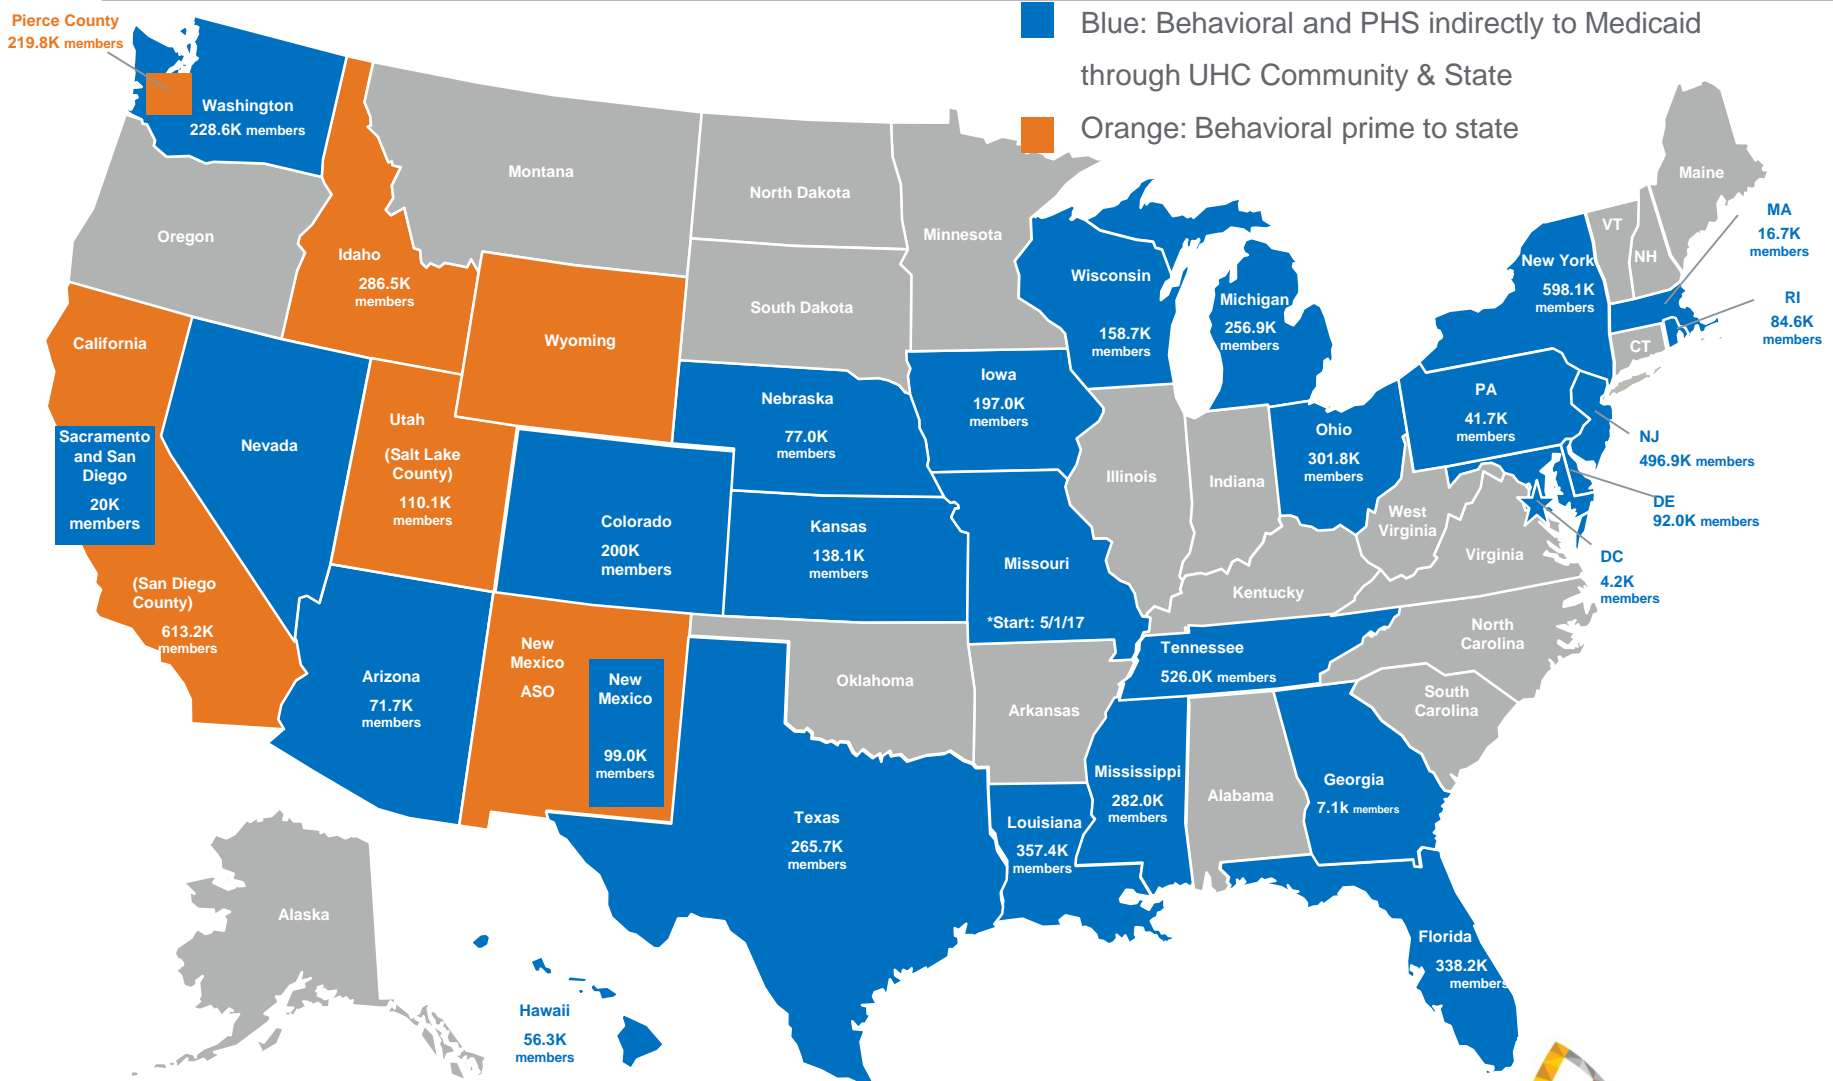 Pierce County
219.8K members
Blue: Behavioral and PHS indirectly to Medicaid
through UHC Community & State
Orange: Behavioral prime to state
Washington
228.6K members
Montana
North Dakota
Minnesota
Oregon
Idaho
286.5K
members
Wyoming
South Dakota
Wisconsin
158.7K
members
Michigan
256.9K
members
New York
598.1K
members
VT
NH
Maine
MA
16.7K
members
RI
84.6K
members
CT
California
Sacramento
and San
Diego
20K
members
(San Diego
County)
613.2K
members
Nevada
Utah
(Salt Lake
County)
110.1K
members
Colorado
200K
members
Nebraska
77.0K
members
Iowa
197.0K
members
Kansas
138.1K
members
Missouri
*Start: 5/1/17
Illinois
Indiana
Ohio
301.8K
members
PA
41.7K
members
NJ
496.9K members
DE
92.0K members
DC
4.2K
members
West
Virginia
Virginia
Kentucky
North
Carolina
Tennessee
526.0K members
South
Carolina
Arizona
71.7K
members
New
Mexico
ASO
New
Mexico
99.0K
members
Oklahoma
Arkansas
Texas
265.7K
members
Louisiana
357.4K
members
Mississippi
282.0K
members
Alabama
Georgia
7.1k members
Florida
338.2K
members
Alaska
Hawaii
56.3K
members